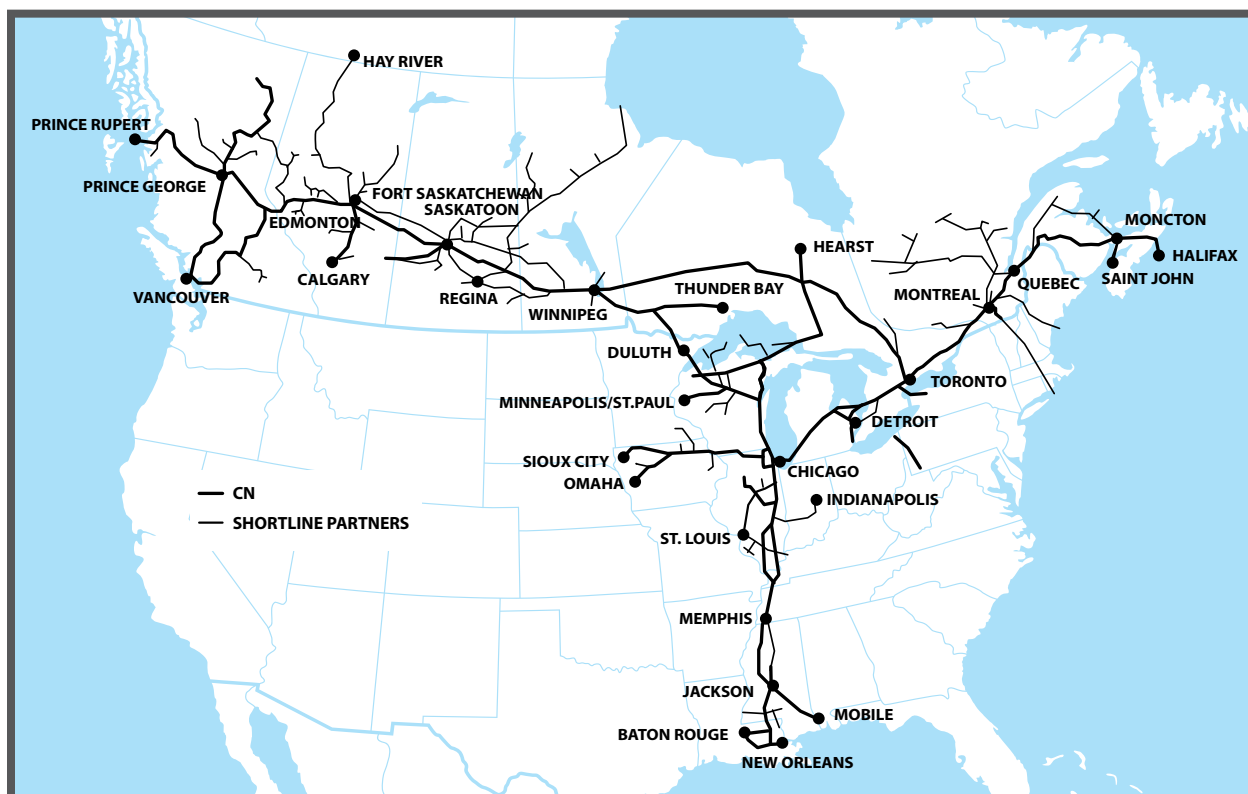 HAY RIVER
PRINCE RUPERT
PRINCE GEORGE
FORT SASKATCHEWAN
SASKATOON
EDMONTON
CALGARY
VANCOUVER
REGINA
WINNIPEG
THUNDER BAY
HEARST
MONCTON
HALIFAX
SAINT JOHN
QUEBEC
MONTREAL
DULUTH
TORONTO
MINNEAPOLIS/ST.PAUL
DETROIT
SIOUX CITY
OMAHA
CHICAGO
INDIANAPOLIS
CN
SHORTLINE PARTNERS
ST. LOUIS
MEMPHIS
JACKSON
MOBILE
BATON ROUGE
NEW ORLEANS